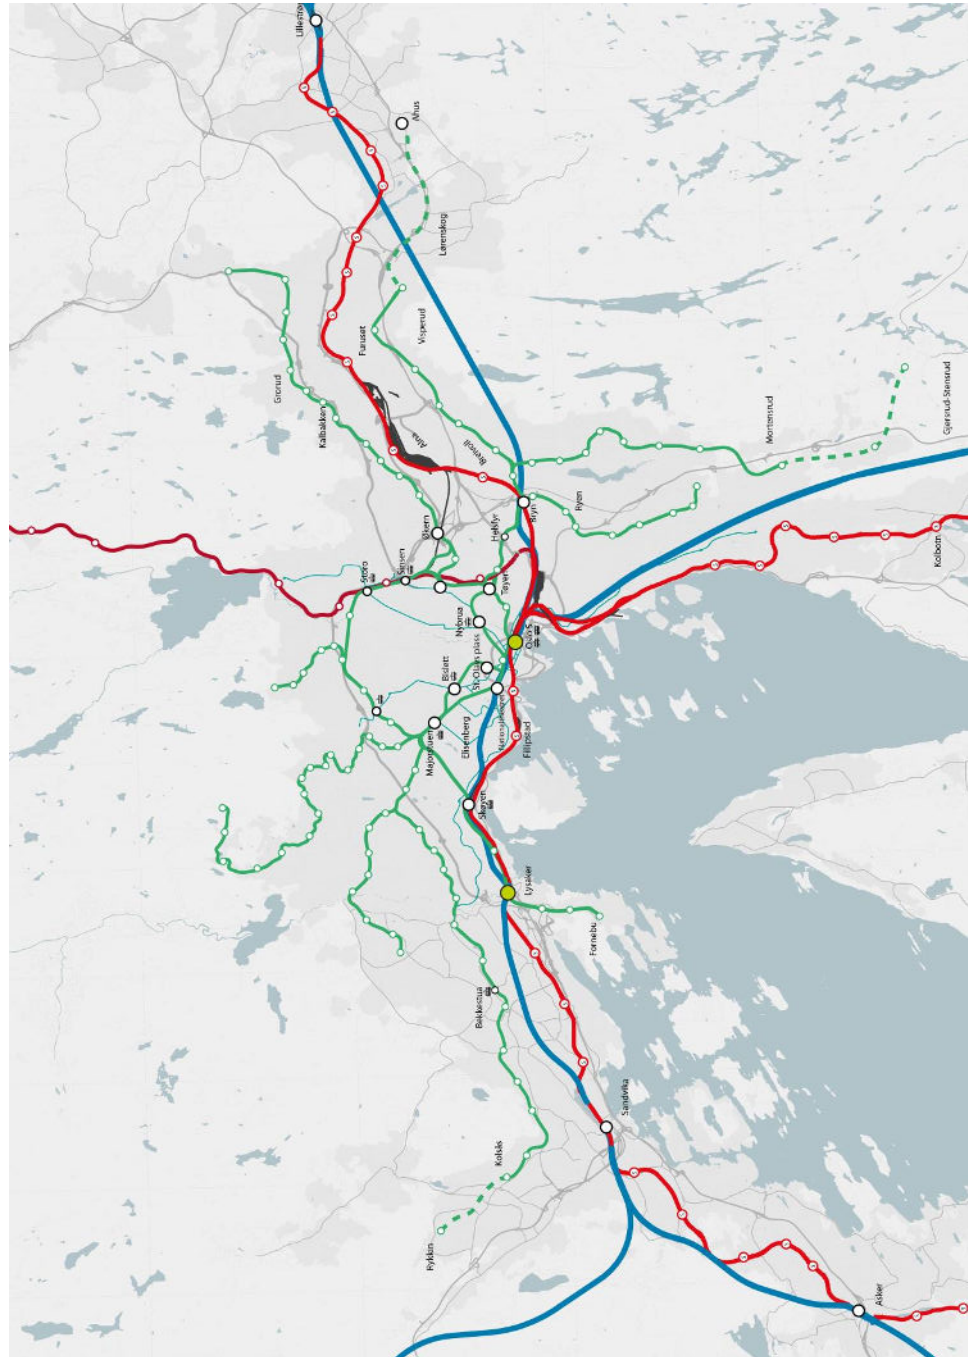 Lillestrøm
Ahus
Lørenskog
Visperud
Furuset
Grorud
Kalbakken
Alna
Breivoll
Mortensrud
Gjersrud-Stensrud
Ryen
Bryn
Helsfyr
Økern
Sinsen
Storo
Tøyen
Nybrua
Oslo S
St. Olavs plass
Bislett
Nationaltheatret
Elisenberg
Majorstuen
Filipstad
Kolbotn
Skøyen
Lysaker
Fornebu
Bekkestua
Sandvika
Kolsås
Rykkin
Asker